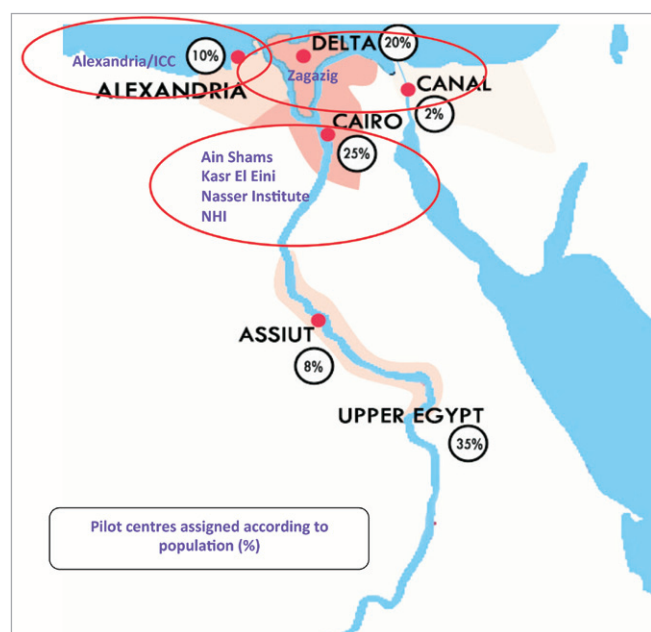 DELTA
20%
Alexandria/ICC
10%
Zagazig
ALEXANDRIA
CANAL
2%
CAIRO
25%
Ain Shams
Kasr El Eini
Nasser Institute
NHI
ASSIUT
8%
UPPER EGYPT
35%
Pilot centres assigned according to
population (%)